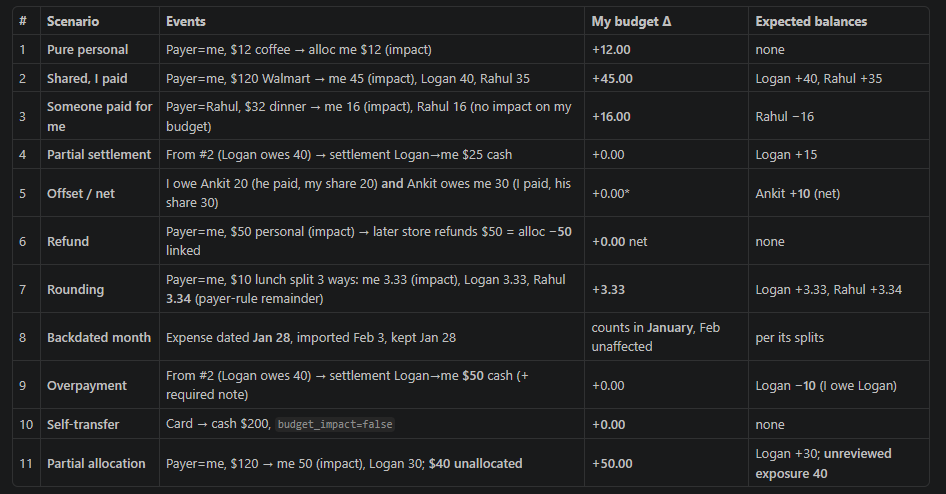 # Scenario Events My budget Δ Expected balances
1 Pure personal Payer=me, $12 coffee → alloc me $12 (impact) +12.00 none
2 Shared, I paid Payer=me, $120 Walmart → me 45 (impact), Logan 40, Rahul 35 +45.00 Logan +40, Rahul +35
3 Someone paid for me Payer=Rahul, $32 dinner → me 16 (impact), Rahul 16 (no impact on my budget) +16.00 Rahul −16
4 Partial settlement From #2 (Logan owes 40) → settlement Logan→me $25 cash +0.00 Logan +15
5 Offset / net I owe Ankit 20 (he paid, my share 20) and Ankit owes me 30 (I paid, his share 30) +0.00* Ankit +10 (net)
6 Refund Payer=me, $50 personal (impact) → later store refunds $50 = alloc −50 linked +0.00 net none
7 Rounding Payer=me, $10 lunch split 3 ways: me 3.33 (impact), Logan 3.33, Rahul 3.34 (payer-rule remainder) +3.33 Logan +3.33, Rahul +3.34
8 Backdated month Expense dated Jan 28, imported Feb 3, kept Jan 28 counts in January, Feb unaffected per its splits
9 Overpayment From #2 (Logan owes 40) → settlement Logan→me $50 cash (+ required note) +0.00 Logan −10 (I owe Logan)
10 Self-transfer Card → cash $200, budget_impact=false +0.00 none
11 Partial allocation Payer=me, $120 → me 50 (impact), Logan 30; $40 unallocated +50.00 Logan +30; unreviewed exposure 40